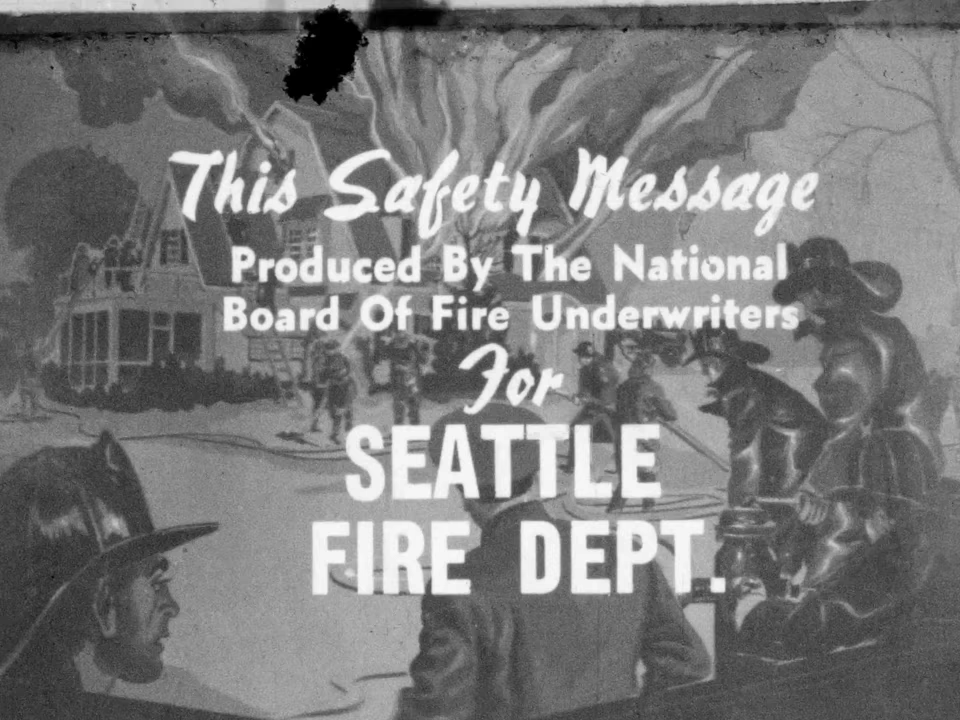 This Safety Message
Produced By The National
Board Of Fire Underwriters
For
SEATTLE
FIRE DEPT.